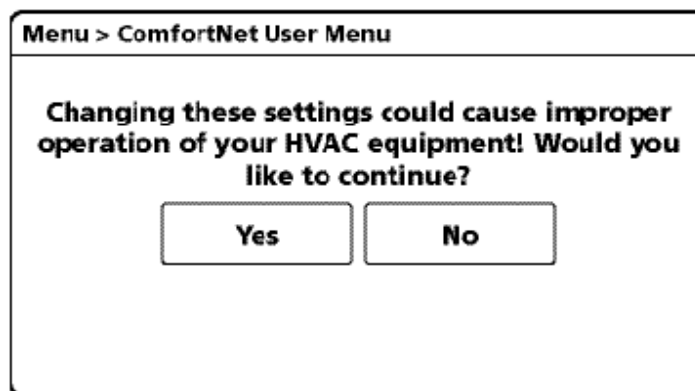 Menu > ComfortNet User Menu
Changing these settings could cause improper
operation of your HVAC equipment! Would you
like to continue?
Yes No